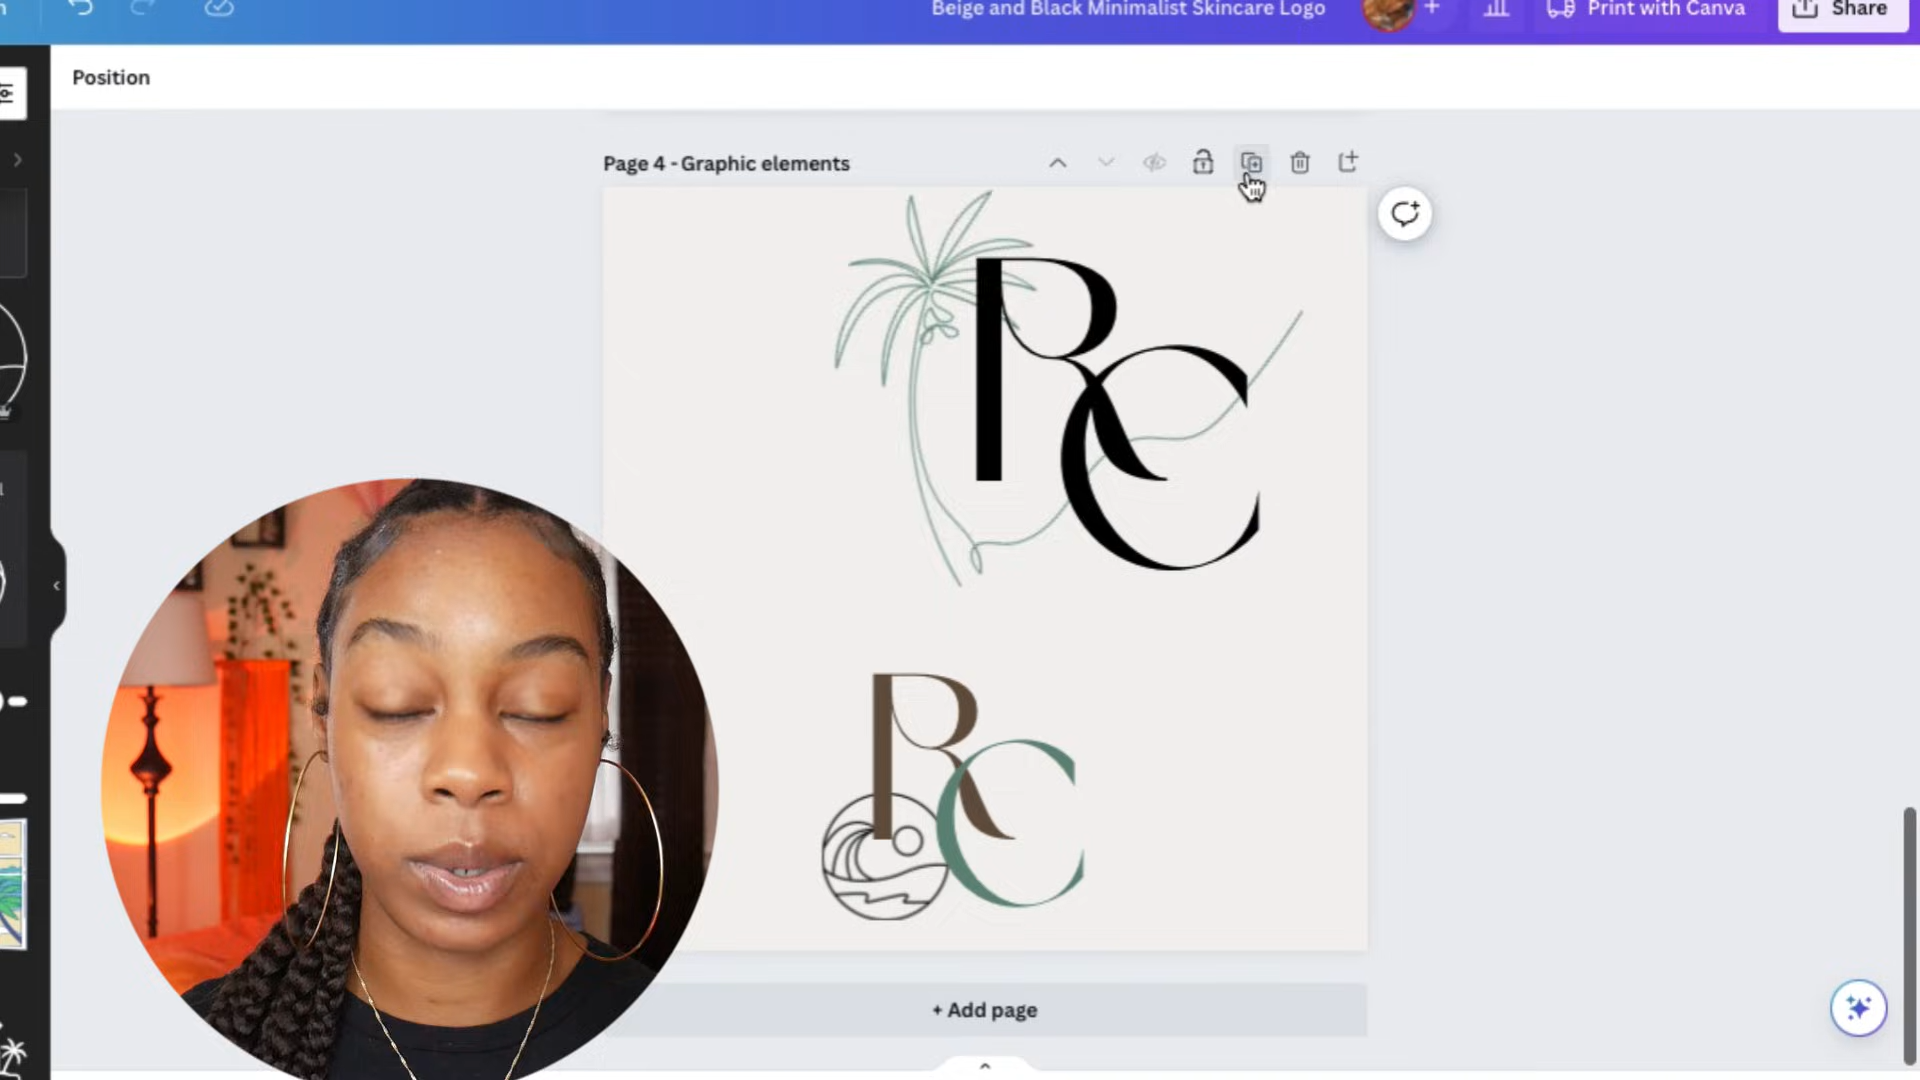 Beige and Black Minimalist Skincare Logo
Print with Canva
Share
Position
Page 4 - Graphic elements
RC
RC
+ Add page